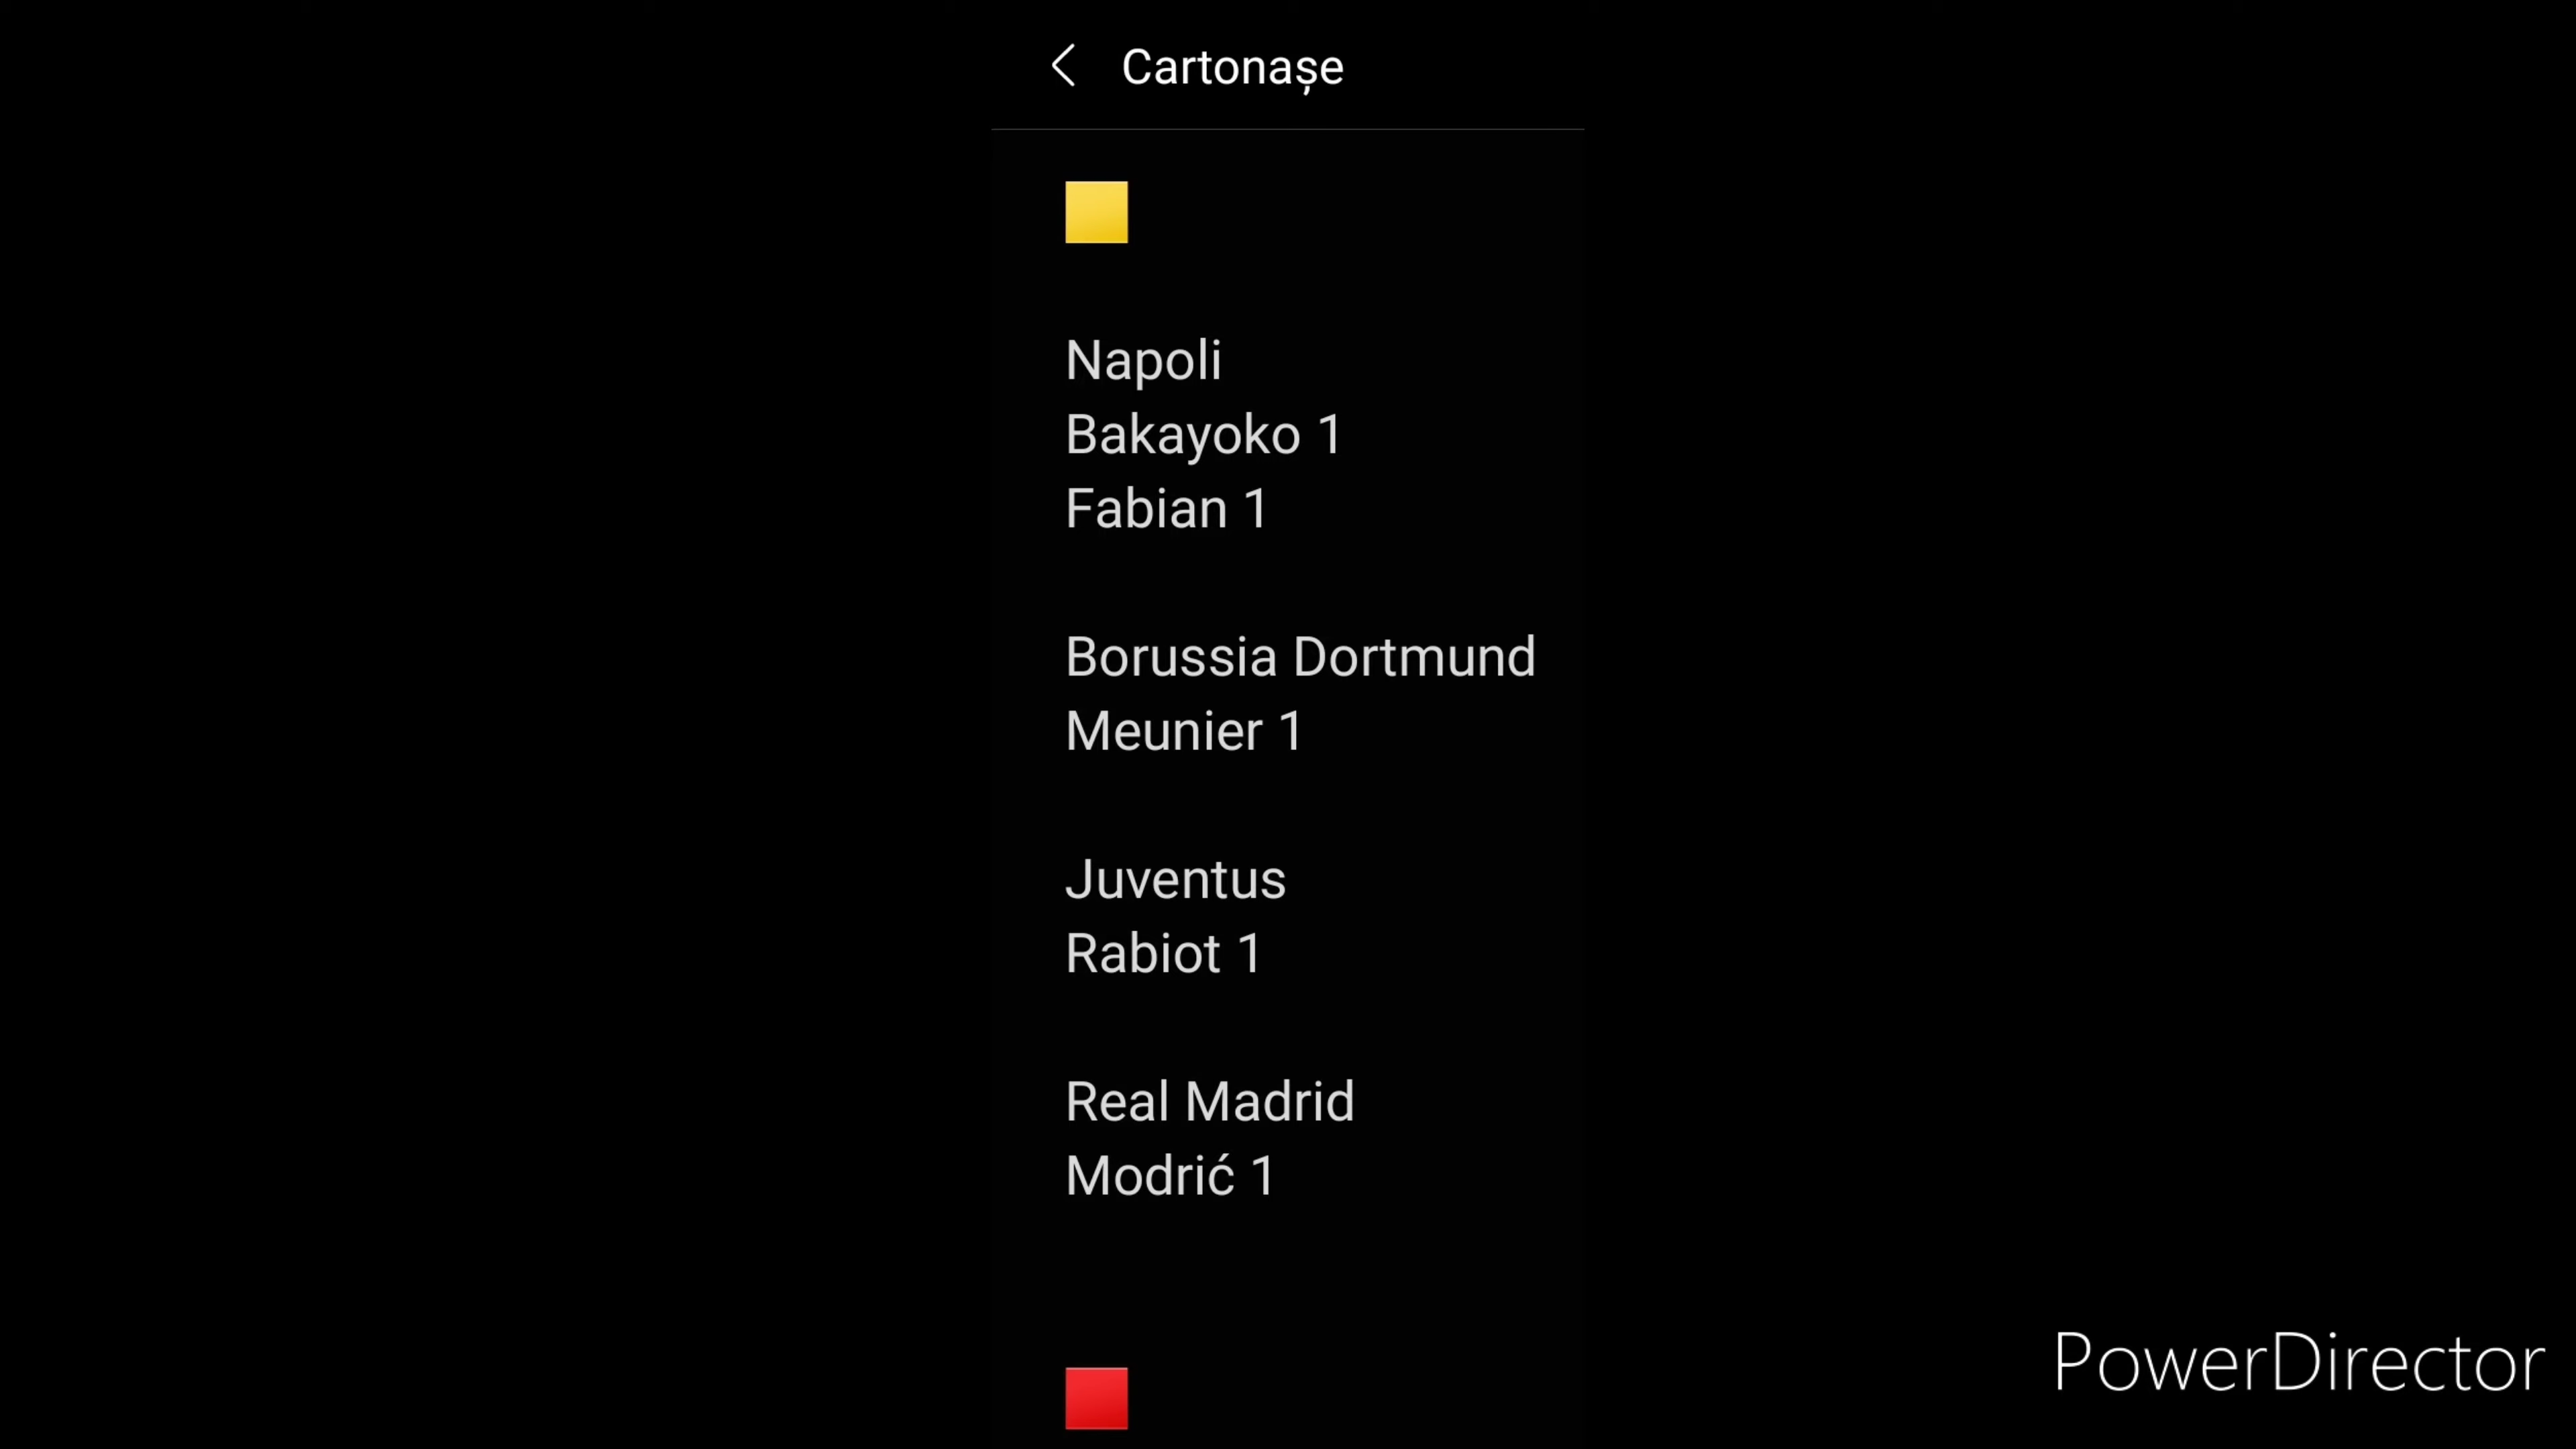 Cartonașe
Napoli
Bakayoko 1
Fabian 1
Borussia Dortmund
Meunier 1
Juventus
Rabiot 1
Real Madrid
Modrić 1
PowerDirector